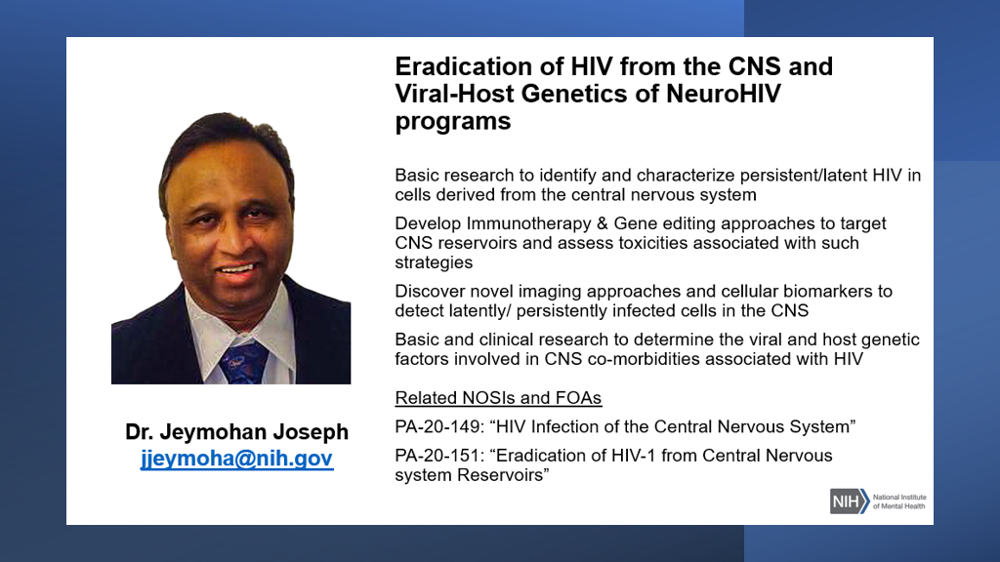 Eradication of HIV from the CNS and
Viral-Host Genetics of NeuroHIV
programs
Basic research to identify and characterize persistent/latent HIV in
cells derived from the central nervous system
Develop Immunotherapy & Gene editing approaches to target
CNS reservoirs and assess toxicities associated with such
strategies
Discover novel imaging approaches and cellular biomarkers to
detect latently/ persistently infected cells in the CNS
Basic and clinical research to determine the viral and host genetic
factors involved in CNS co-morbidities associated with HIV
Related NOSIs and FOAs
PA-20-149: “HIV Infection of the Central Nervous System”
PA-20-151: “Eradication of HIV-1 from Central Nervous
system Reservoirs”
Dr. Jeymohan Joseph
jjeymoha@nih.gov
NIH National Institute
of Mental Health